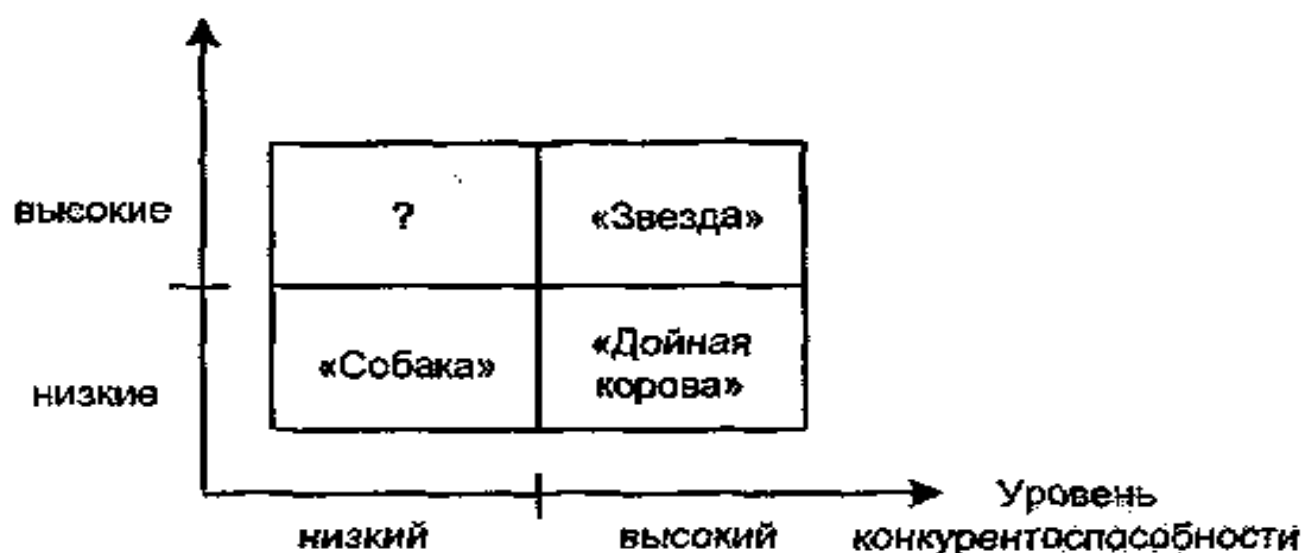 высокие
?
«Звезда»
«Собака»
«Дойная
корова»
низкие
низкий
высокий
Уровень
конкурентоспособности